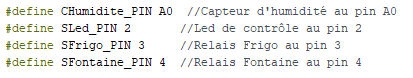 #define CHumidite_PIN A0  //Capteur d'humidité au pin A0
#define SLed_PIN 2       //Led de contrôle au pin 2
#define SFrigo_PIN 3     //Relais Frigo au pin 3
#define SFontaine_PIN 4  //Relais Fontaine au pin 4